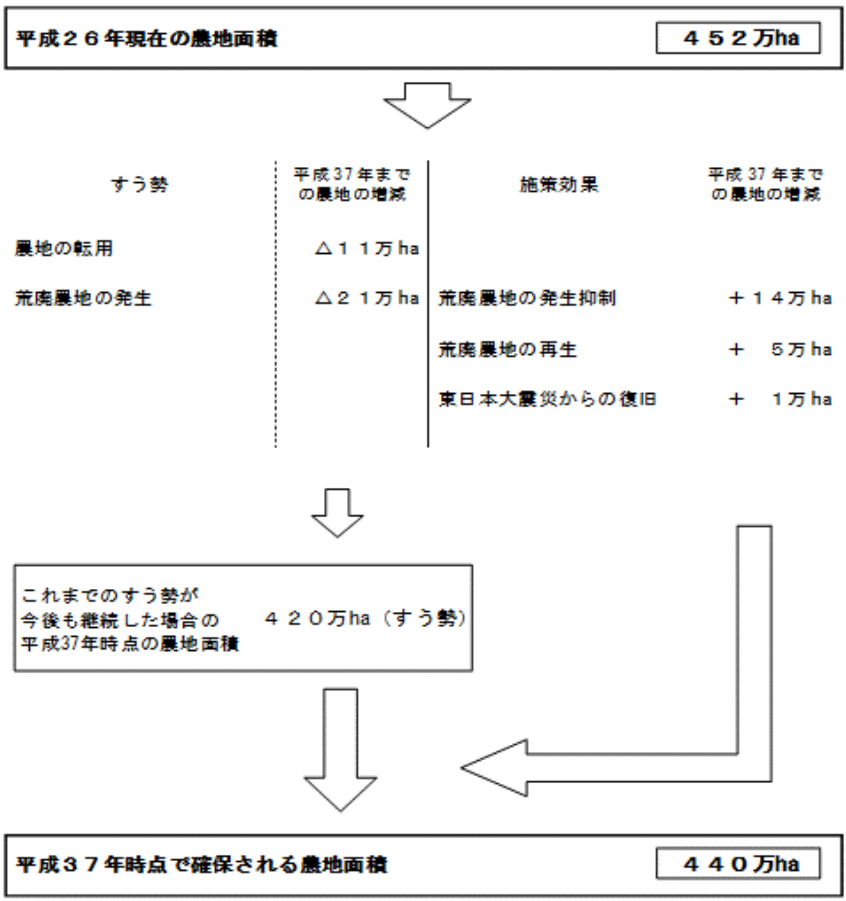 平成２６年現在の農地面積 ４５２万ha
すう勢
平成37年まで
の農地の増減
施策効果
平成 37 年まで
の農地の増減
農地の転用 △１１万ha
荒廃農地の発生 △２１万ha 荒廃農地の発生抑制 ＋１４万ha
荒廃農地の再生 ＋ ５万ha
東日本大震災からの復旧 ＋ １万ha
これまでのすう勢が
今後も継続した場合の ４２０万ha（すう勢）
平成37年時点の農地面積
平成３７年時点で確保される農地面積 ４４０万ha